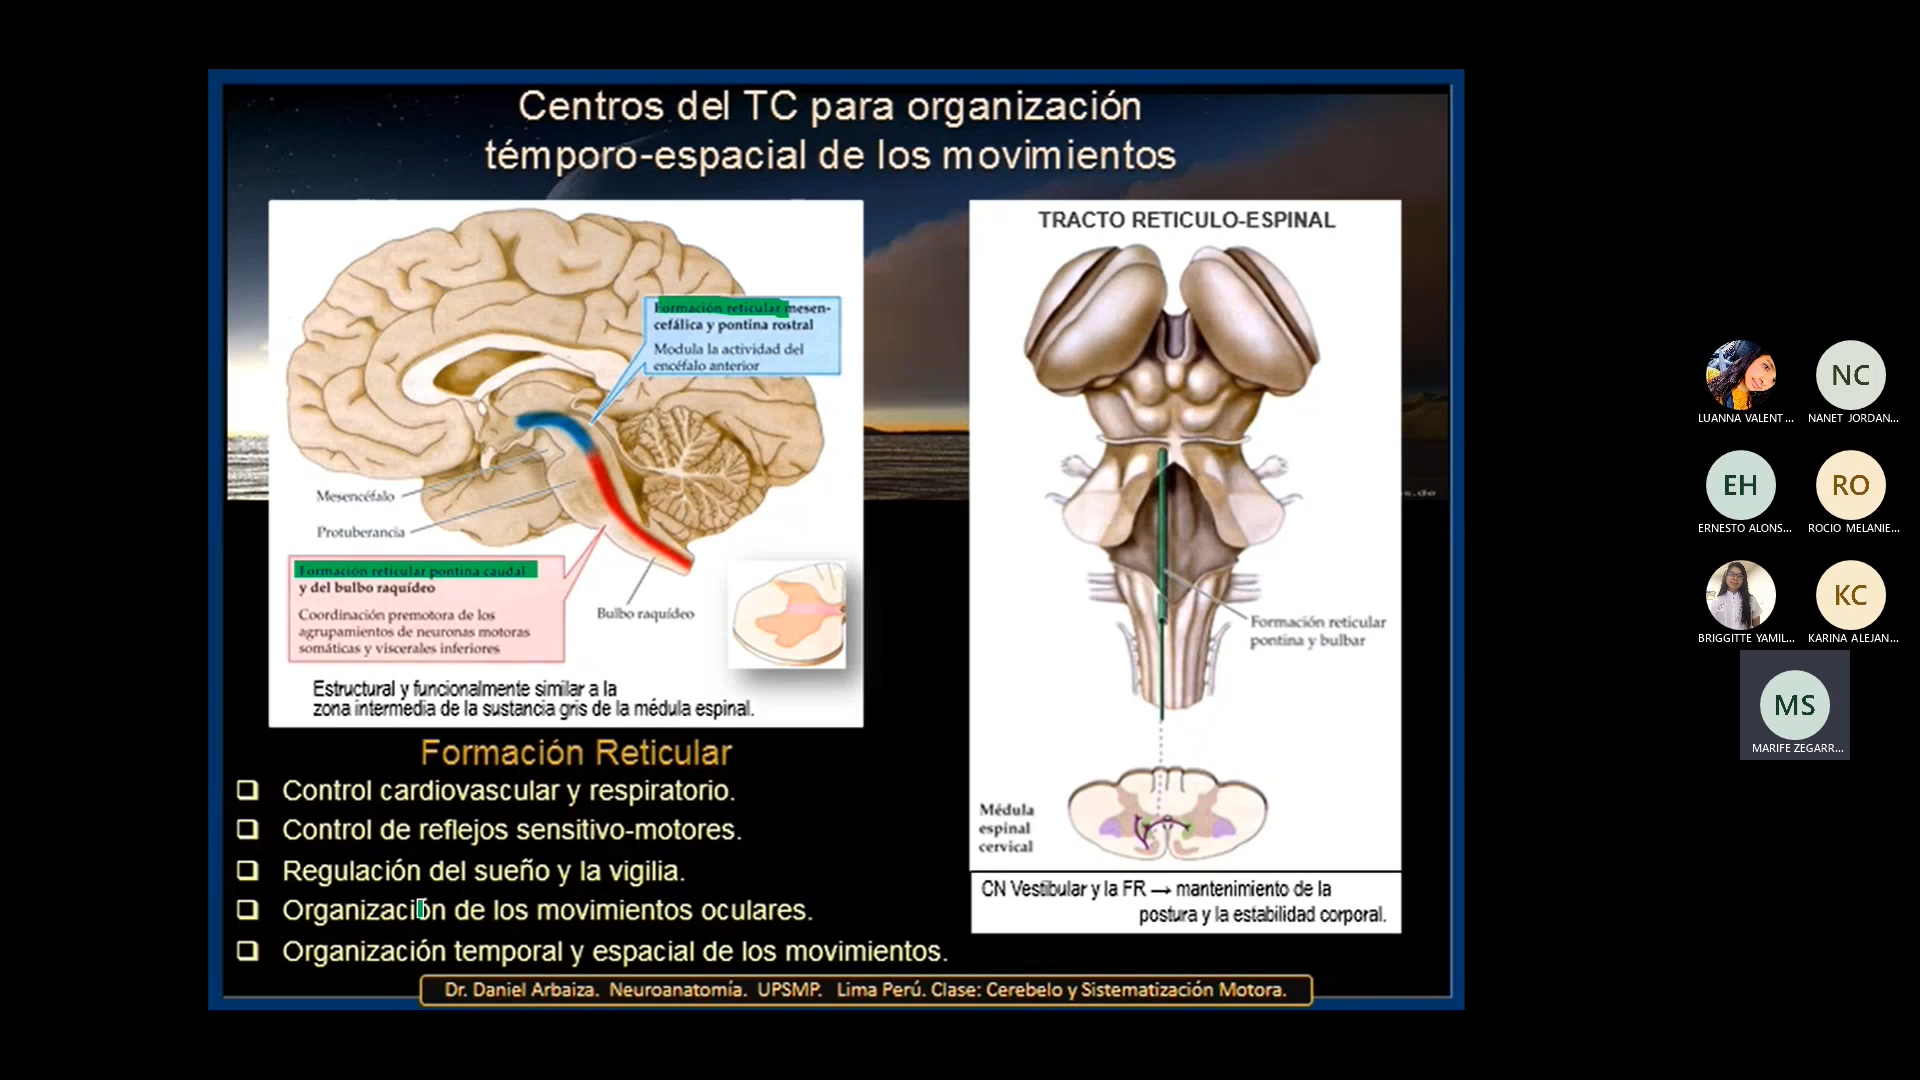 Centros del TC para organización
témporo-espacial de los movimientos
Formación reticular mesen-
cefálica y pontina rostral
Modula la actividad del
encéfalo anterior
Mesencéfalo
Protuberancia
Formación reticular pontina caudal
y del bulbo raquídeo
Coordinación premotora de los
agrupamientos de neuronas motoras
somáticas y viscerales inferiores
Bulbo raquídeo
Estructural y funcionalmente similar a la
zona intermedia de la sustancia gris de la médula espinal.
TRACTO RETICULO-ESPINAL
Formación reticular
pontina y bulbar
Médula
espinal
cervical
CN Vestibular y la FR → mantenimiento de la
postura y la estabilidad corporal.
Formación Reticular
❑ Control cardiovascular y respiratorio.
❑ Control de reflejos sensitivo-motores.
❑ Regulación del sueño y la vigilia.
❑ Organización de los movimientos oculares.
❑ Organización temporal y espacial de los movimientos.
Dr. Daniel Arbaiza. Neuroanatomía. UPSMP. Lima Perú. Clase: Cerebelo y Sistematización Motora.
LUANNA VALENT...
NC
NANET JORDAN...
EH
ERNESTO ALONS...
RO
ROCIO MELANIE...
BRIGGITTE YAMIL...
KC
KARINA ALEJAN...
MS
MARIFE ZEGARR...